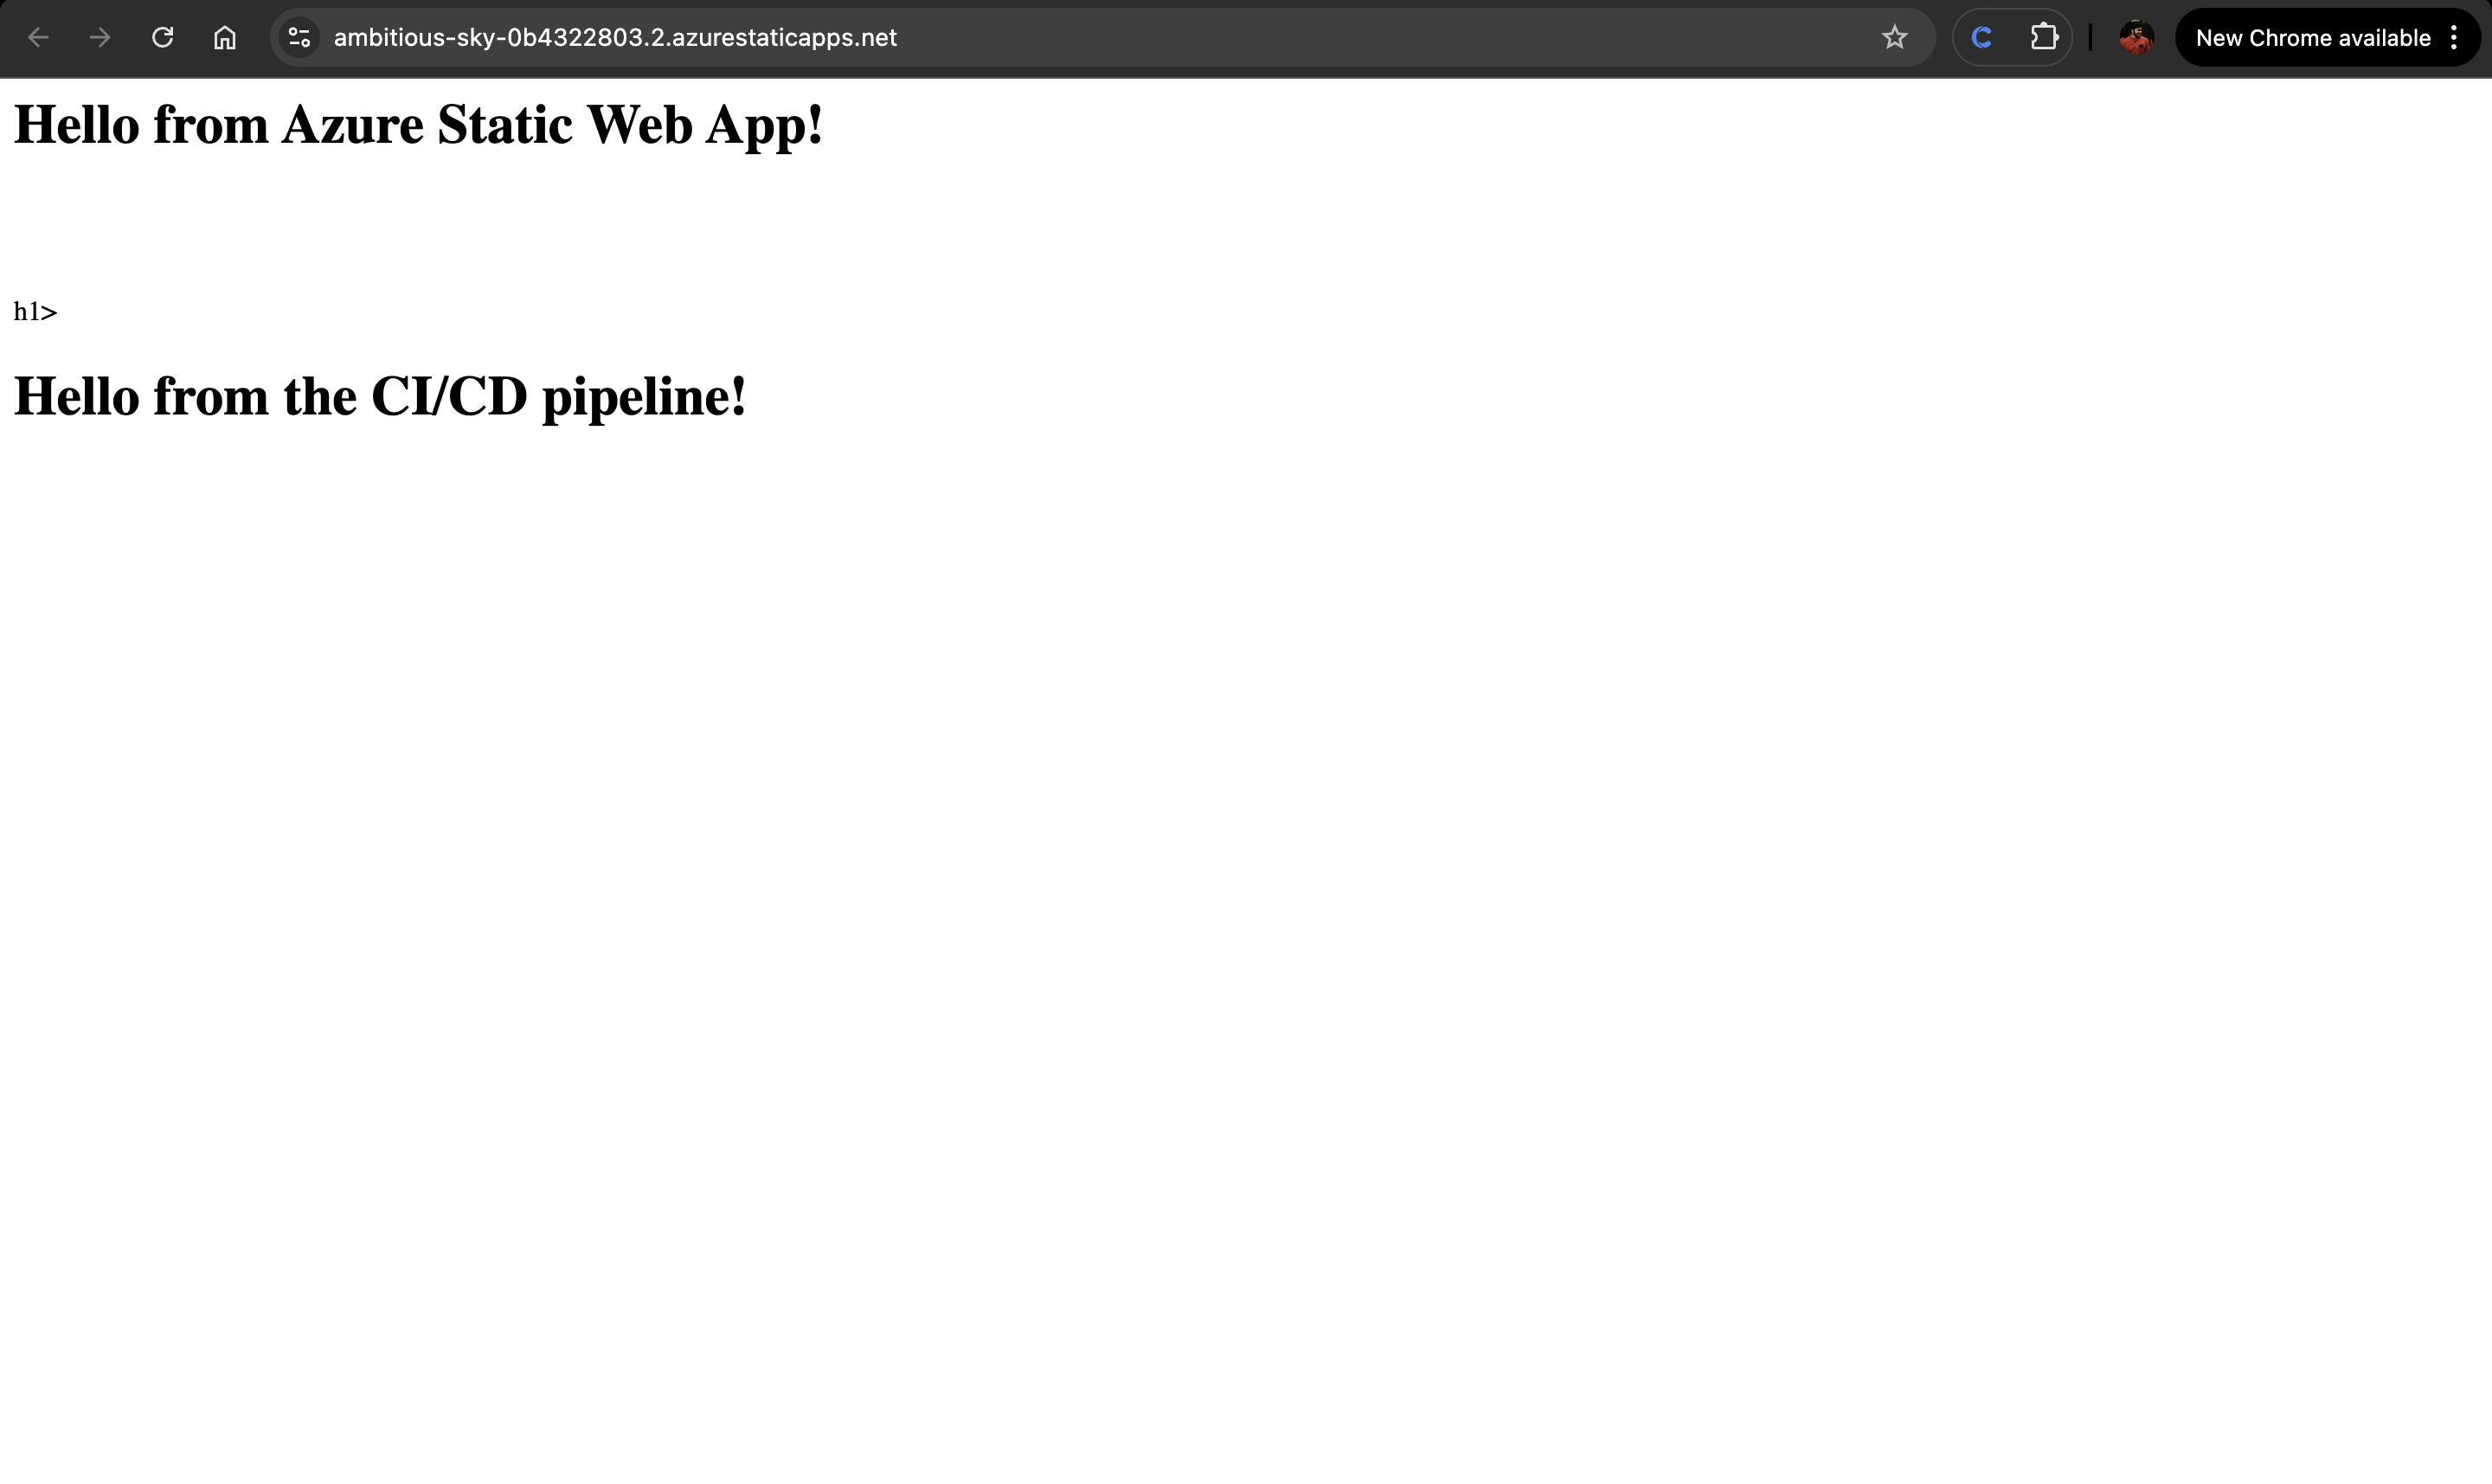 ambitious-sky-0b4322803.2.azurestaticapps.net
New Chrome available
Hello from Azure Static Web App!
h1>
Hello from the CI/CD pipeline!